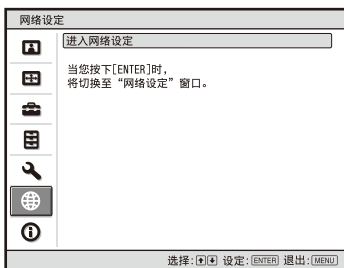 网络设定
进入网络设定
当您按下[ENTER]时,
将切换至“网络设定”窗口。
选择:↑↓ 设定:ENTER 退出:MENU